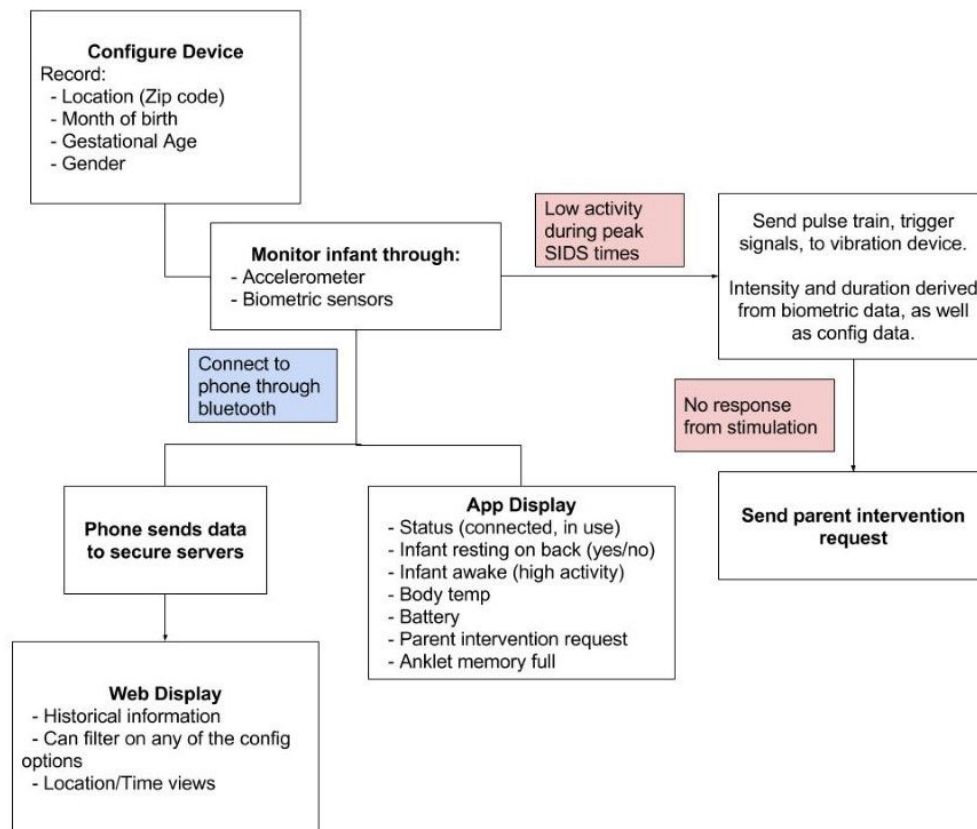 Configure Device
Record:
- Location (Zip code)
- Month of birth
- Gestational Age
- Gender
Monitor infant through:
- Accelerometer
- Biometric sensors
Low activity
during peak
SIDS times
Send pulse train, trigger
signals, to vibration device.
Intensity and duration derived
from biometric data, as well
as config data.
Connect to
phone through
bluetooth
No response
from stimulation
Phone sends data
to secure servers
App Display
- Status (connected, in use)
- Infant resting on back (yes/no)
- Infant awake (high activity)
- Body temp
- Battery
- Parent intervention request
- Anklet memory full
Send parent intervention
request
Web Display
- Historical information
- Can filter on any of the config
options
- Location/Time views